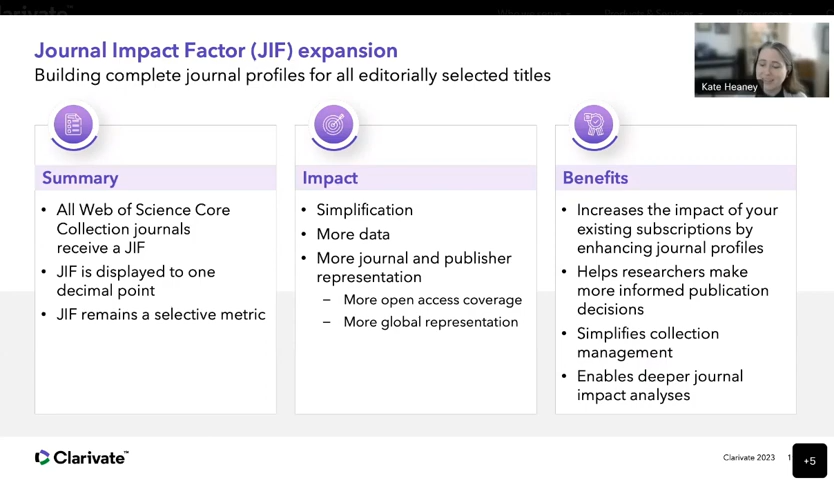 Journal Impact Factor (JIF) expansion
Building complete journal profiles for all editorially selected titles
Kate Heaney
Summary
• All Web of Science Core
Collection journals
receive a JIF
• JIF is displayed to one
decimal point
• JIF remains a selective metric
Impact
• Simplification
• More data
• More journal and publisher
representation
– More open access coverage
– More global representation
Benefits
• Increases the impact of your
existing subscriptions by
enhancing journal profiles
• Helps researchers make
more informed publication
decisions
• Simplifies collection
management
• Enables deeper journal
impact analyses
Clarivate™
Clarivate 2023
+5